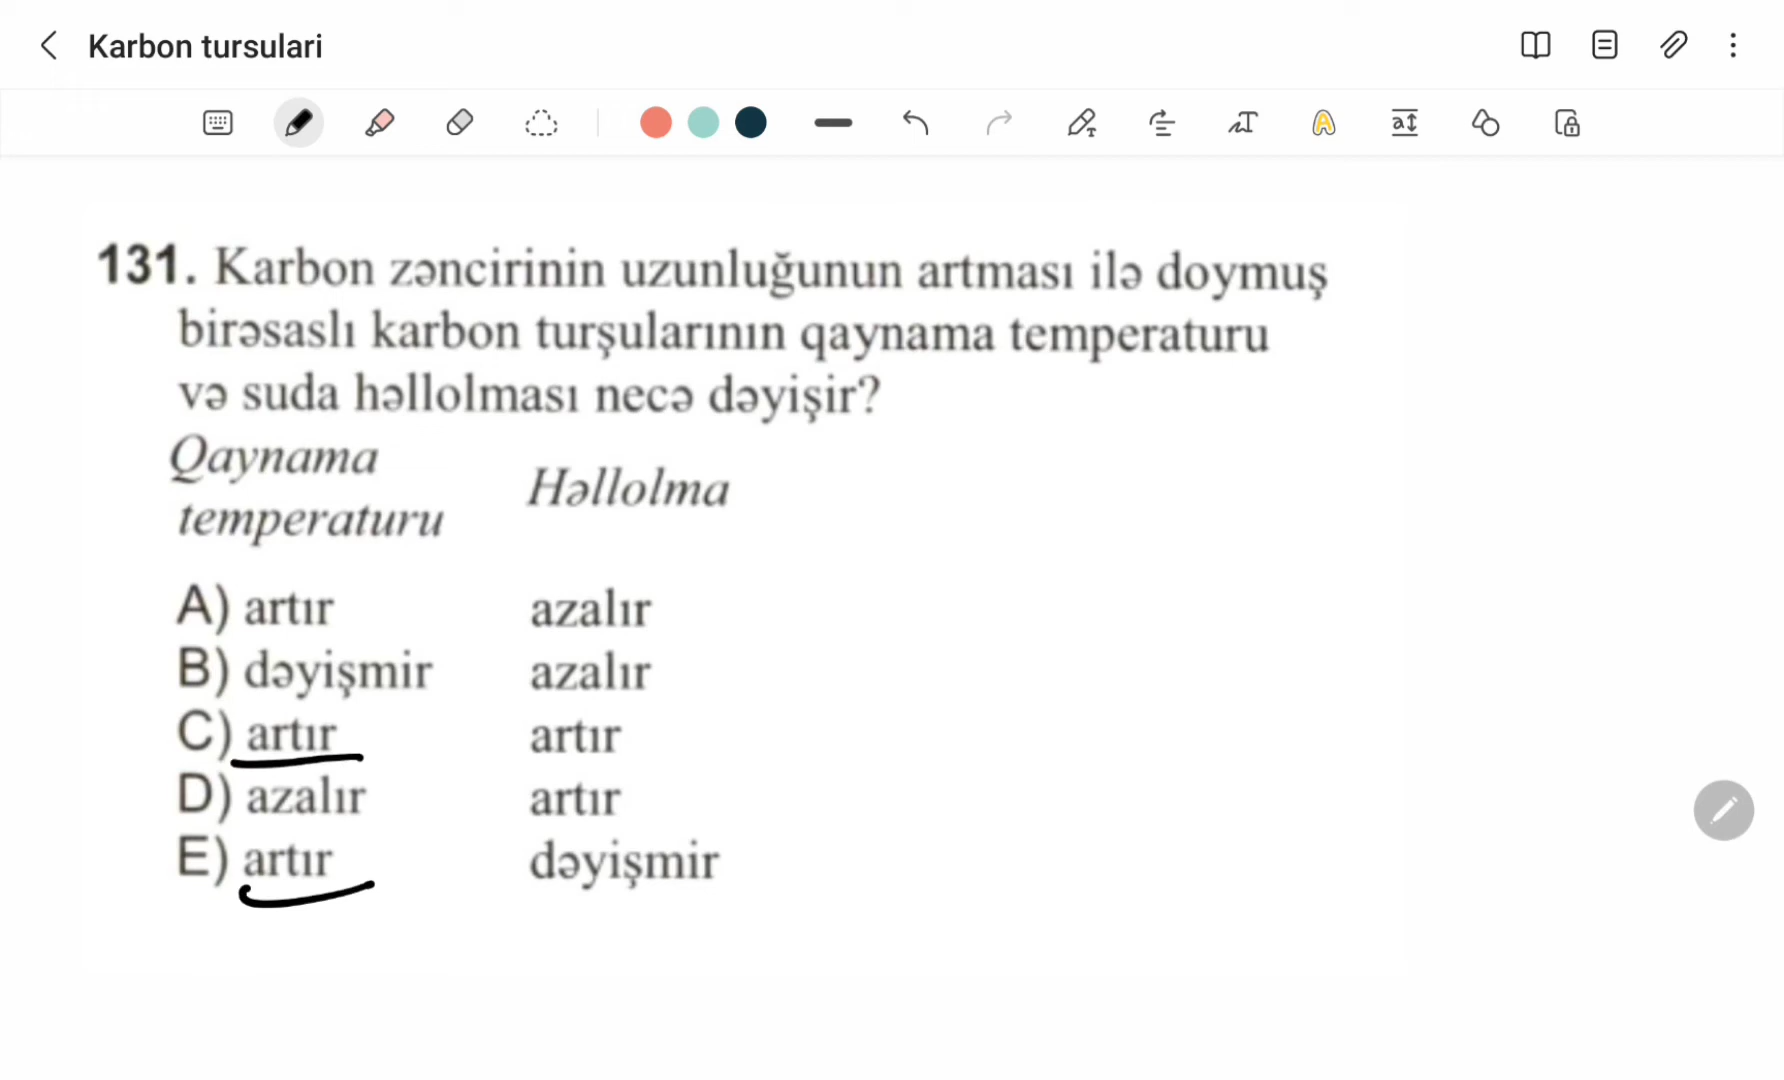 Karbon tursulari
131. Karbon zəncirinin uzunluğunun artması ilə doymuş
birəsaslı karbon turşularının qaynama temperaturu
və suda həllolması necə dəyişir?
Qaynama
temperaturu
Həllolma
A) artır azalır
B) dəyişmir azalır
C) artır artır
D) azalır artır
E) artır dəyişmir